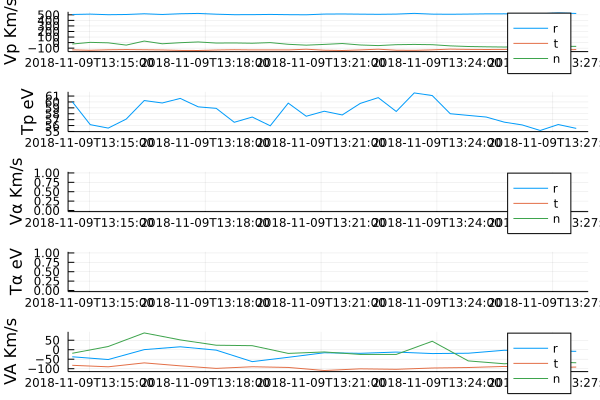 Vp Km/s
500
400
300
200
100
0
−100
r
t
n
2018-11-09T13:15:00
2018-11-09T13:18:00
2018-11-09T13:21:00
2018-11-09T13:24:00
Tp eV
61
60
59
58
57
56
55
2018-11-09T13:15:00
2018-11-09T13:18:00
2018-11-09T13:21:00
2018-11-09T13:24:00
Vα Km/s
1.00
0.75
0.50
0.25
0.00
r
t
n
2018-11-09T13:15:00
2018-11-09T13:18:00
2018-11-09T13:21:00
2018-11-09T13:24:00
Tα eV
1.00
0.75
0.50
0.25
0.00
2018-11-09T13:15:00
2018-11-09T13:18:00
2018-11-09T13:21:00
2018-11-09T13:24:00
VA Km/s
50
0
−50
−100
r
t
n
2018-11-09T13:15:00
2018-11-09T13:18:00
2018-11-09T13:21:00
2018-11-09T13:24:00